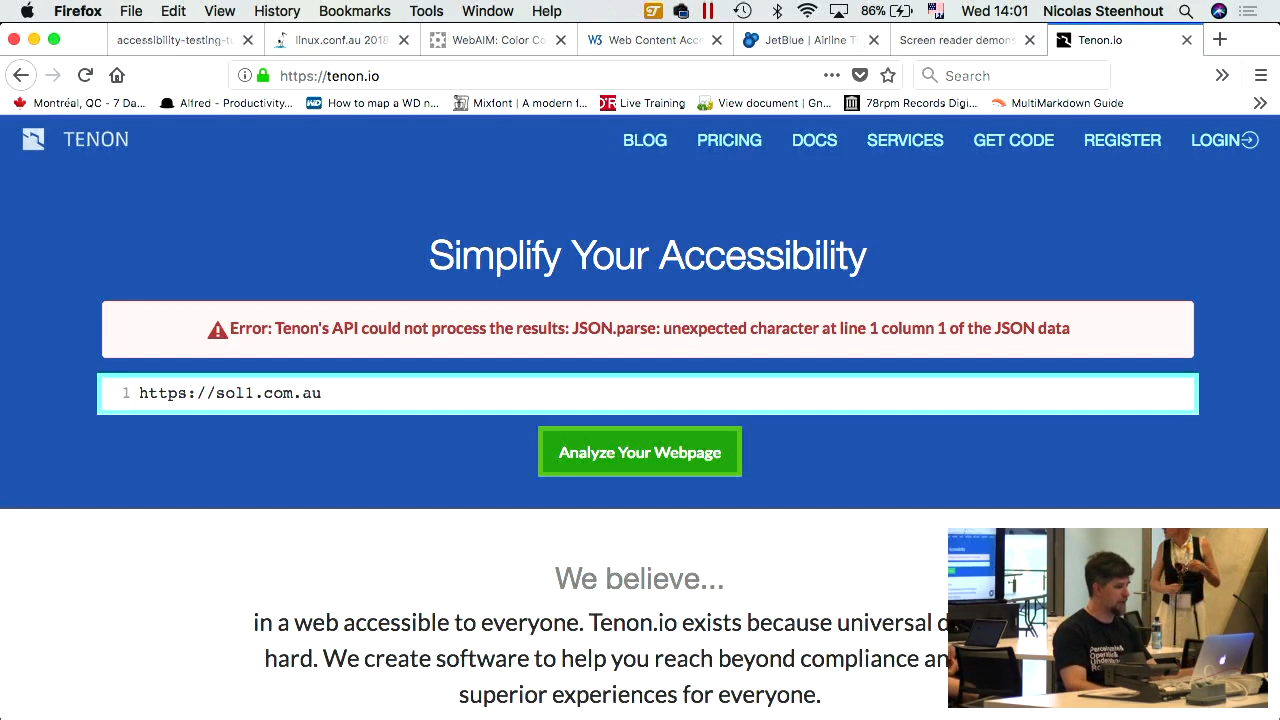 Firefox File Edit View History Bookmarks Tools Window Help 86% Wed 14:01 Nicolas Steenhout
accessibility-testing-tu linux.conf.au 2018 WebAIM: Color Co Web Content Acce JetBlue | Airline T Screen reader demons Tenon.io
https://tenon.io Search
Montréal, QC - 7 Da... Alfred - Productivity... How to map a WD n... Mixfont | A modern f... Live Training View document | Gn... 78rpm Records Digi... MultiMarkdown Guide
TENON BLOG PRICING DOCS SERVICES GET CODE REGISTER LOGIN
Simplify Your Accessibility
Error: Tenon's API could not process the results: JSON.parse: unexpected character at line 1 column 1 of the JSON data
1 https://sol1.com.au
Analyze Your Webpage
We believe...
in a web accessible to everyone. Tenon.io exists because universal d
hard. We create software to help you reach beyond compliance an
superior experiences for everyone.